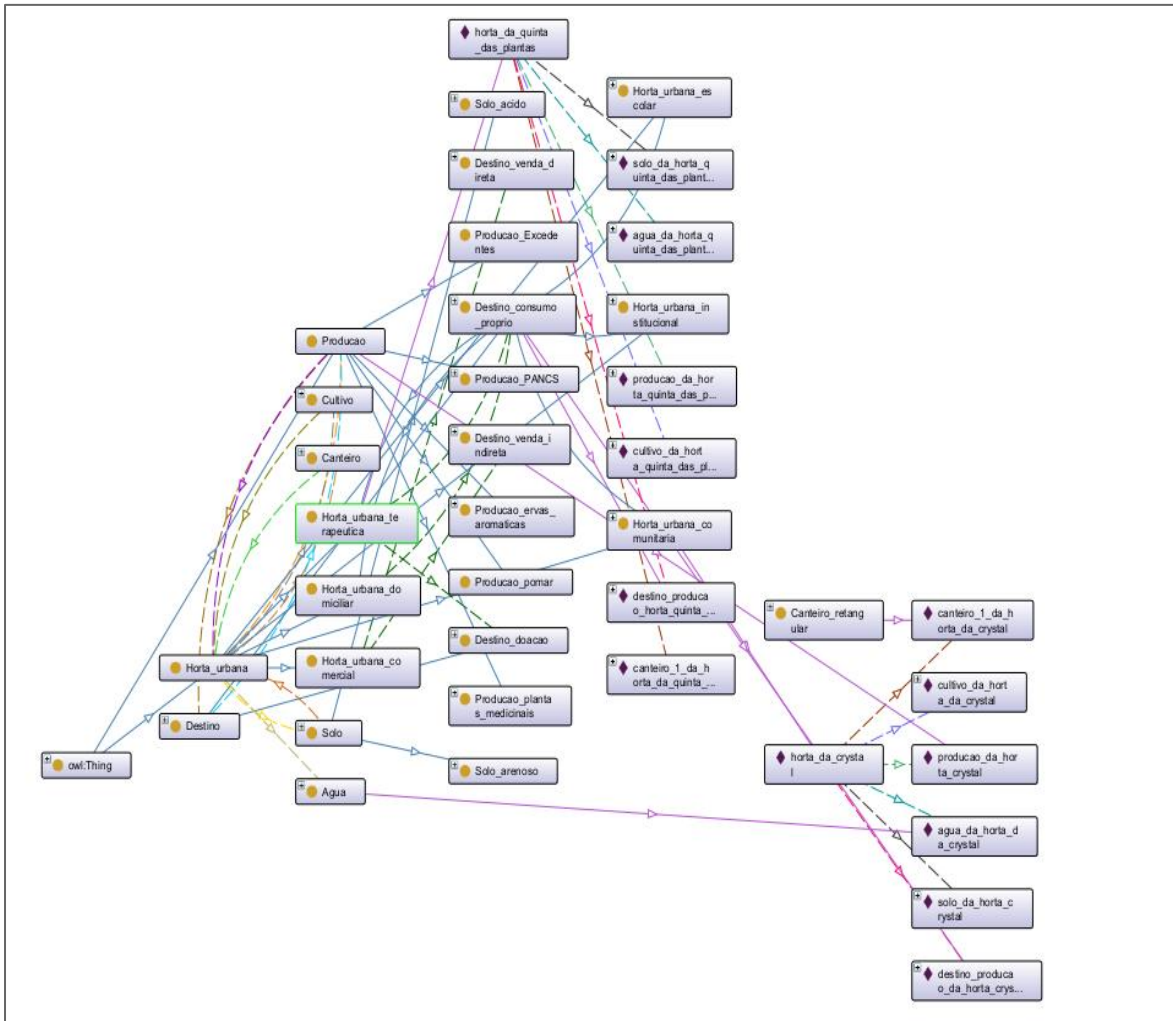 horta_da_quinta
_das_plantas
Solo_acido
Horta_urbana_es
colar
Destino_venda_d
ireta
solo_da_horta_q
uinta_das_plant...
Producao_Excede
ntes
agua_da_horta_q
uinta_das_plant...
Destino_consumo
_proprio
Horta_urbana_in
stitucional
Producao
Producao_PANCS
producao_da_hor
ta_quinta_das_p...
Cultivo
Destino_venda_i
ndireta
cultivo_da_hort
a_quinta_das_pl...
Canteiro
Horta_urbana_te
rapeutica
Producao_ervas_
aromaticas
Horta_urbana_co
munitaria
Horta_urbana_do
miciliar
Producao_pomar
destino_produca
o_horta_quinta_...
Canteiro_retan
gular
canteiro_1_da_h
orta_da_crystal
Horta_urbana
Horta_urbana_co
mercial
Destino_doacao
canteiro_1_da_h
orta_da_quinta_...
cultivo_da_hort
a_da_crystal
Destino
Solo
Producao_planta
s_medicinais
owl:Thing
Agua
Solo_arenoso
horta_da_crysta
l
producao_da_hor
ta_crystal
agua_da_horta_d
a_crystal
solo_da_horta_c
rystal
destino_produca
o_da_horta_crys...